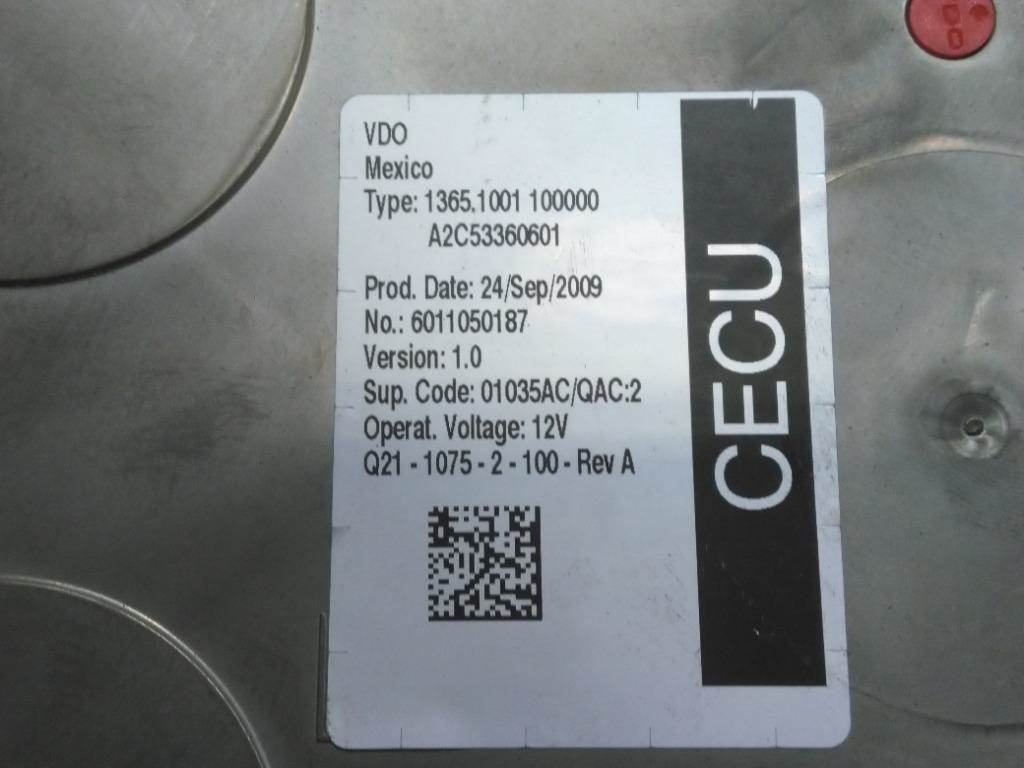 VDO
Mexico
Type: 1365.1001 100000
A2C53360601
Prod. Date: 24/Sep/2009
No.: 6011050187
Version: 1.0
Sup. Code: 01035AC/QAC:2
Operat. Voltage: 12V
Q21 - 1075 - 2 - 100 - Rev A
CECU